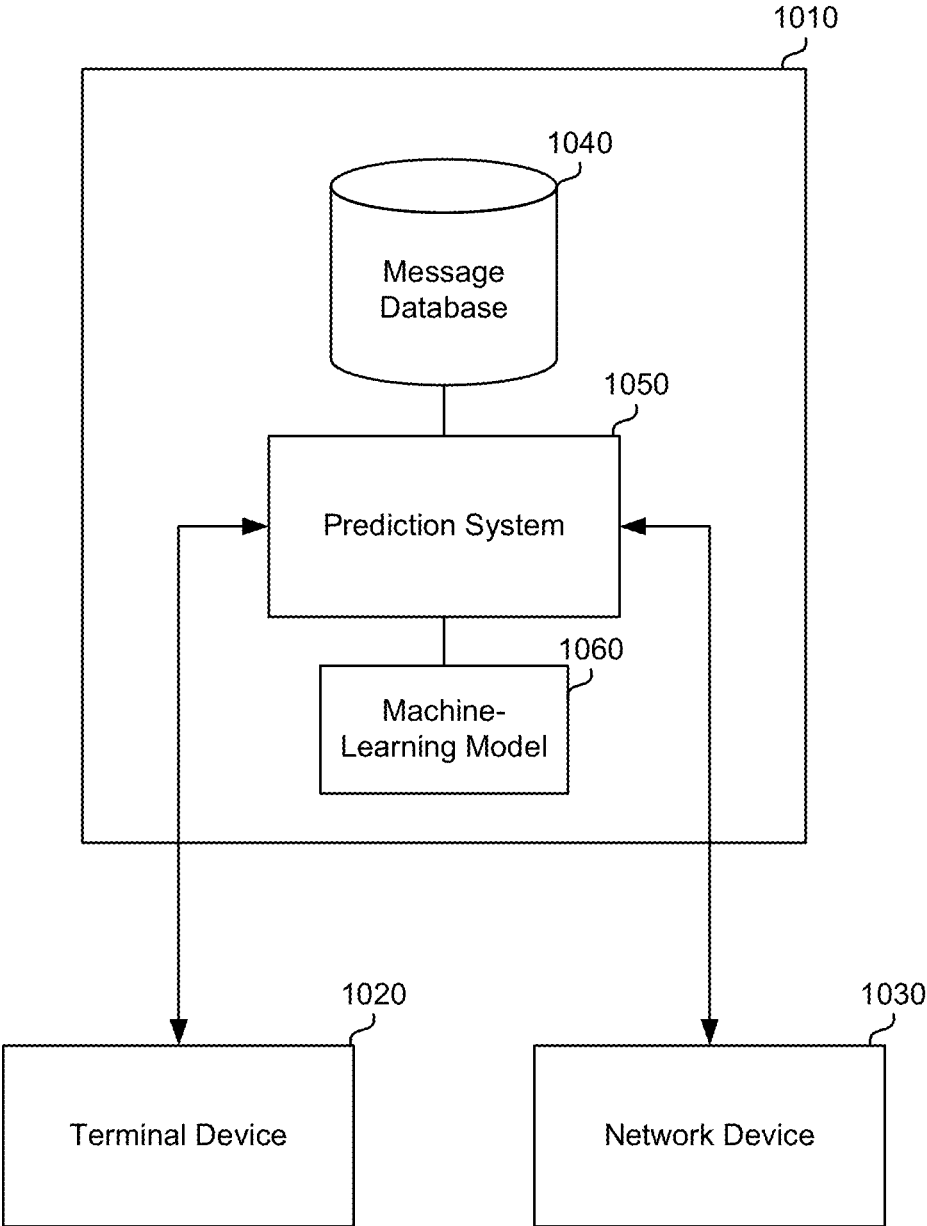 1010
1040
Message
Database
1050
Prediction System
1060
Machine-
Learning Model
1020
1030
Terminal Device
Network Device